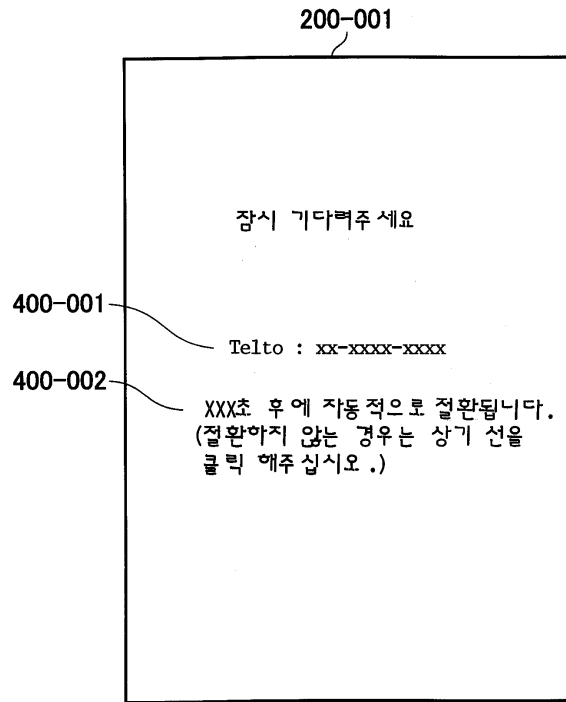 200-001
잠시 기다려주세요
400-001
Telto : xx-xxxx-xxxx
400-002
XXX초 후에 자동적으로 절환됩니다.
(절환하지 않는 경우는 상기 선을
클릭 해주십시오.)